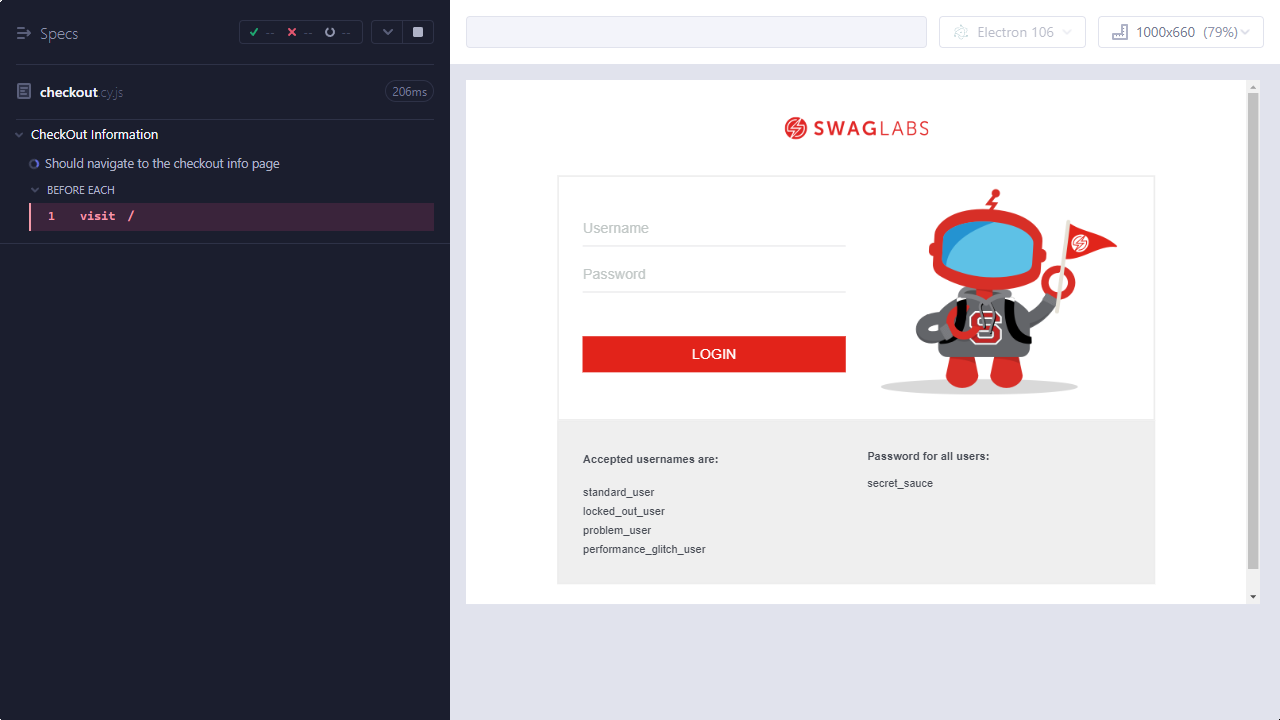 Specs
-- -- --
Electron 106
1000x660 (79%)
checkout.cy.js
206ms
CheckOut Information
Should navigate to the checkout info page
BEFORE EACH
1 visit /
SWAGLABS
Username
Password
LOGIN
S
Accepted usernames are:
standard_user
locked_out_user
problem_user
performance_glitch_user
Password for all users:
secret_sauce